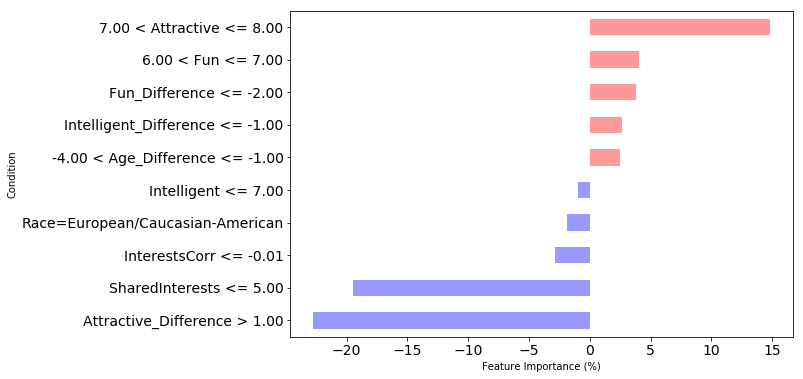 7.00 < Attractive <= 8.00
6.00 < Fun <= 7.00
Fun_Difference <= -2.00
Intelligent_Difference <= -1.00
-4.00 < Age_Difference <= -1.00
Intelligent <= 7.00
Race=European/Caucasian-American
InterestsCorr <= -0.01
SharedInterests <= 5.00
Attractive_Difference > 1.00
Condition
−20 −15 −10 −5 0 5 10 15
Feature Importance (%)